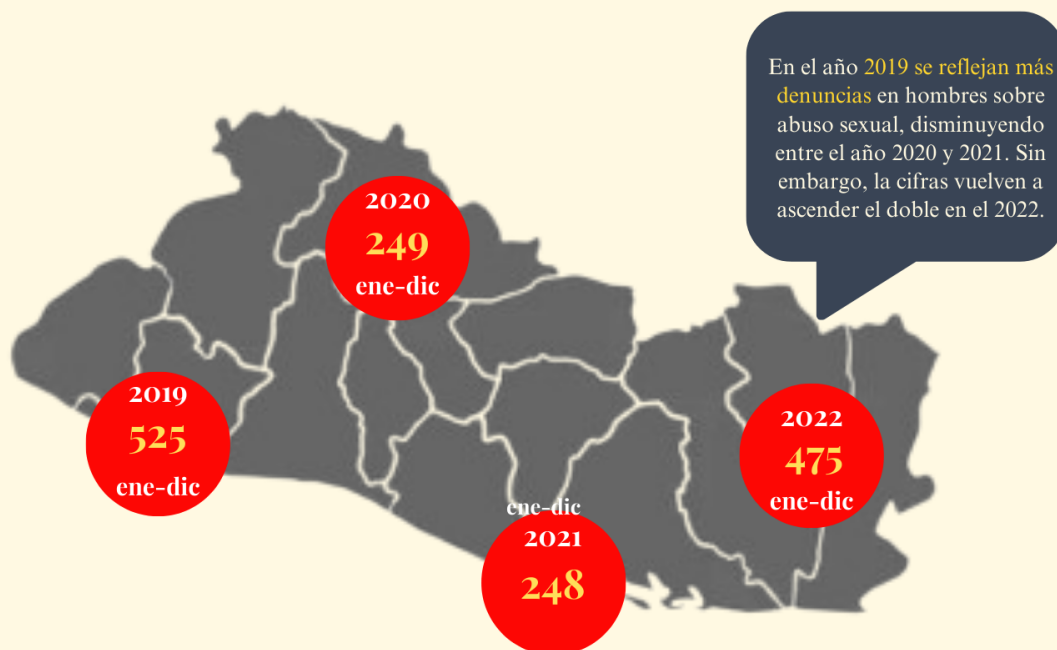 En el año 2019 se reflejan más
denuncias en hombres sobre
abuso sexual, disminuyendo
entre el año 2020 y 2021. Sin
embargo, la cifras vuelven a
ascender el doble en el 2022.
2020
249
ene-dic
2019
525
ene-dic
2022
475
ene-dic
ene-dic
2021
248